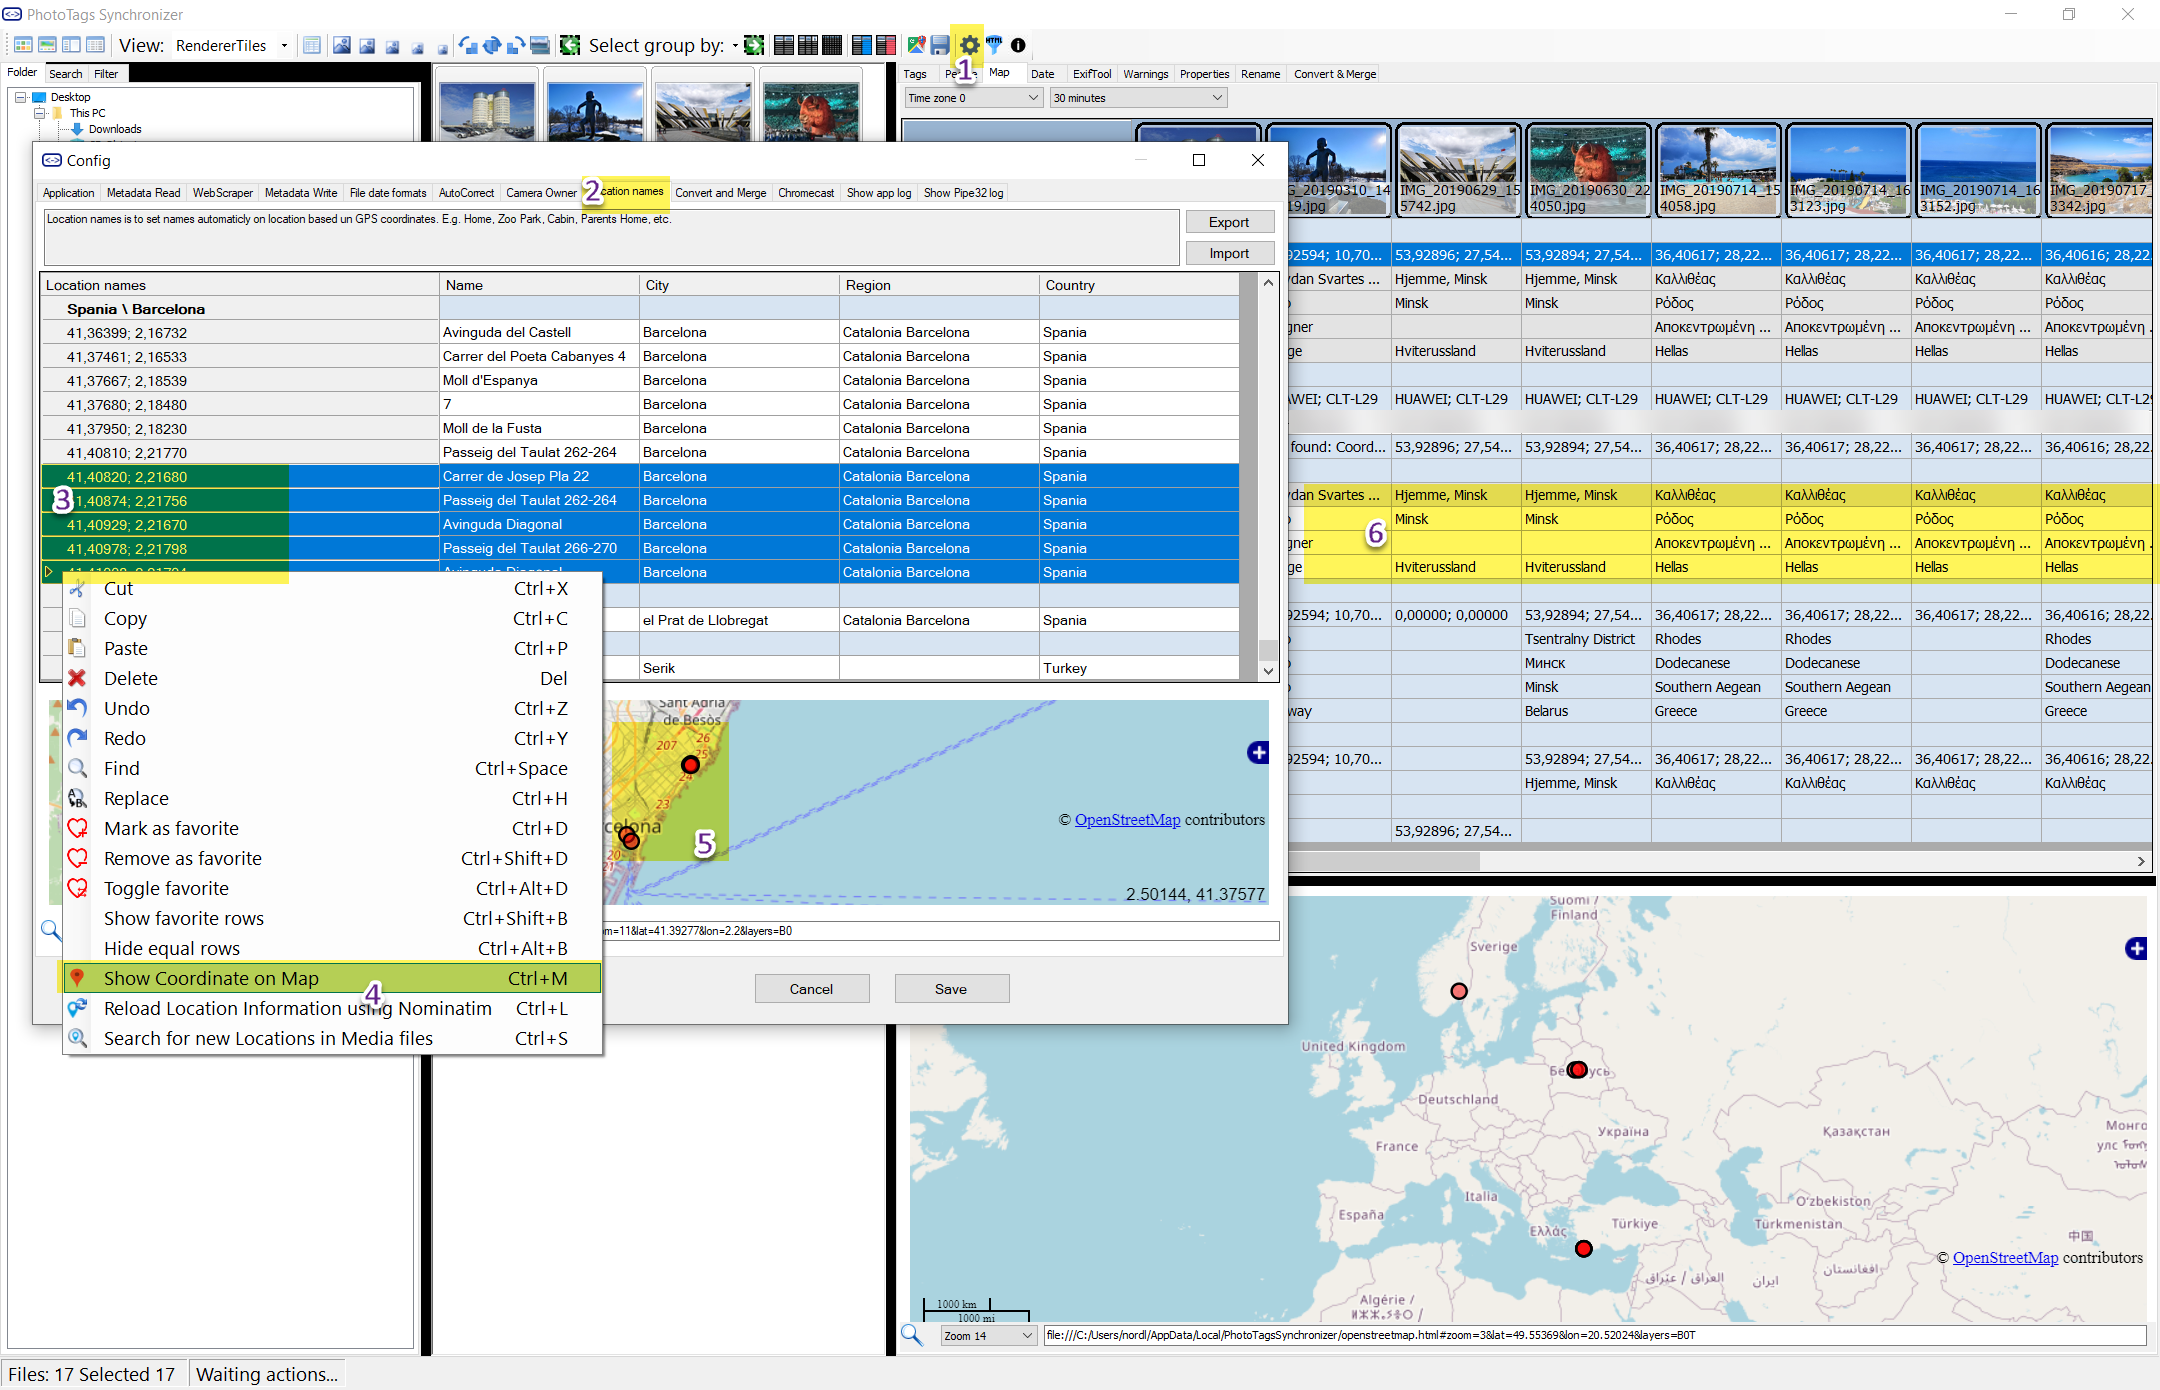 PhotoTags Synchronizer
View: RendererTiles
Select group by:
HTML
1
Folder Search Filter
Desktop
This PC
Downloads
Tags Map Date ExifTool Warnings Properties Rename Convert & Merge
Time zone 0 30 minutes
Config
Application Metadata Read WebScraper Metadata Write File date formats AutoCorrect Camera Owner 2 cation names Convert and Merge Chromecast Show app log Show Pipe32 log
Location names is to set names automaticly on location based un GPS coordinates. E.g. Home, Zoo Park, Cabin, Parents Home, etc.
Export
Import
Location names Name City Region Country
Spania \ Barcelona
41,36399; 2,16732 Avinguda del Castell Barcelona Catalonia Barcelona Spania
41,37461; 2,16533 Carrer del Poeta Cabanyes 4 Barcelona Catalonia Barcelona Spania
41,37667; 2,18539 Moll d'Espanya Barcelona Catalonia Barcelona Spania
41,37680; 2,18480 7 Barcelona Catalonia Barcelona Spania
41,37950; 2,18230 Moll de la Fusta Barcelona Catalonia Barcelona Spania
41,40810; 2,21770 Passeig del Taulat 262-264 Barcelona Catalonia Barcelona Spania
41,40820; 2,21680 Carrer de Josep Pla 22 Barcelona Catalonia Barcelona Spania
3 41,40874; 2,21756 Passeig del Taulat 262-264 Barcelona Catalonia Barcelona Spania
41,40929; 2,21670 Avinguda Diagonal Barcelona Catalonia Barcelona Spania
41,40978; 2,21798 Passeig del Taulat 266-270 Barcelona Catalonia Barcelona Spania
Avinguda Diagonal Barcelona Catalonia Barcelona Spania
el Prat de Llobregat Catalonia Barcelona Spania
Serik Turkey
Cut Ctrl+X
Copy Ctrl+C
Paste Ctrl+P
Delete Del
Undo Ctrl+Z
Redo Ctrl+Y
Find Ctrl+Space
Replace Ctrl+H
Mark as favorite Ctrl+D
Remove as favorite Ctrl+Shift+D
Toggle favorite Ctrl+Alt+D
Show favorite rows Ctrl+Shift+B
Hide equal rows Ctrl+Alt+B
Show Coordinate on Map Ctrl+M
4
Reload Location Information using Nominatim Ctrl+L
Search for new Locations in Media files Ctrl+S
Sant Adrià
de Besòs
207 26
25
24
23
celona
20
21
5
© OpenStreetMap contributors
2.50144, 41.37577
om=11&lat=41.39277&lon=2.2&layers=B0
Cancel Save
G_20190310_14 IMG_20190629_15 IMG_20190630_22 IMG_20190714_15 IMG_20190714_16 IMG_20190714_16 IMG_20190717_
19.jpg 5742.jpg 4050.jpg 4058.jpg 3123.jpg 3152.jpg 3342.jpg
92594; 10,70... 53,92896; 27,54... 53,92894; 27,54... 36,40617; 28,22... 36,40617; 28,22... 36,40617; 28,22... 36,40616; 28,22...
dan Svartes ... Hjemme, Minsk Hjemme, Minsk Καλλιθέας Καλλιθέας Καλλιθέας Καλλιθέας
Minsk Minsk Ρόδος Ρόδος Ρόδος Ρόδος
gner Αποκεντρωμένη ... Αποκεντρωμένη ... Αποκεντρωμένη ... Αποκεντρωμένη .
ge Hviterussland Hviterussland Hellas Hellas Hellas Hellas
WEI; CLT-L29 HUAWEI; CLT-L29 HUAWEI; CLT-L29 HUAWEI; CLT-L29 HUAWEI; CLT-L29 HUAWEI; CLT-L29 HUAWEI; CLT-L29
found: Coord... 53,92896; 27,54... 53,92894; 27,54... 36,40617; 28,22... 36,40617; 28,22... 36,40617; 28,22... 36,40616; 28,22...
dan Svartes ... Hjemme, Minsk Hjemme, Minsk Καλλιθέας Καλλιθέας Καλλιθέας Καλλιθέας
6 Minsk Minsk Ρόδος Ρόδος Ρόδος Ρόδος
gner Αποκεντρωμένη ... Αποκεντρωμένη ... Αποκεντρωμένη ... Αποκεντρωμένη .
ge Hviterussland Hviterussland Hellas Hellas Hellas Hellas
92594; 10,70... 0,00000; 0,00000 53,92894; 27,54... 36,40617; 28,22... 36,40617; 28,22... 36,40617; 28,22... 36,40616; 28,22...
Tsentralny District Rhodes Rhodes Rhodes
Минск Dodecanese Dodecanese Dodecanese
Minsk Southern Aegean Southern Aegean Southern Aegean
way Belarus Greece Greece Greece
92594; 10,70... 53,92894; 27,54... 36,40617; 28,22... 36,40617; 28,22... 36,40617; 28,22... 36,40616; 28,22...
Hjemme, Minsk Καλλιθέας Καλλιθέας Καλλιθέας Καλλιθέας
53,92896; 27,54...
Suomi /
Finland
Sverige
United Kingdom
Deutschland
France
Україна
Қазақстан
Italia
España
Ελλάς
Türkiye
Oʻzbekiston
Türkmenistan
中国
افغانستان
ایران
العراق / عێراق
Algérie /
© OpenStreetMap contributors
1000 km
1000 mi
Zoom 14 file:///C:/Users/nordl/AppData/Local/PhotoTagsSynchronizer/openstreetmap.html#zoom=3&lat=49.55369&lon=20.52024&layers=B0T
Files: 17 Selected 17 Waiting actions...